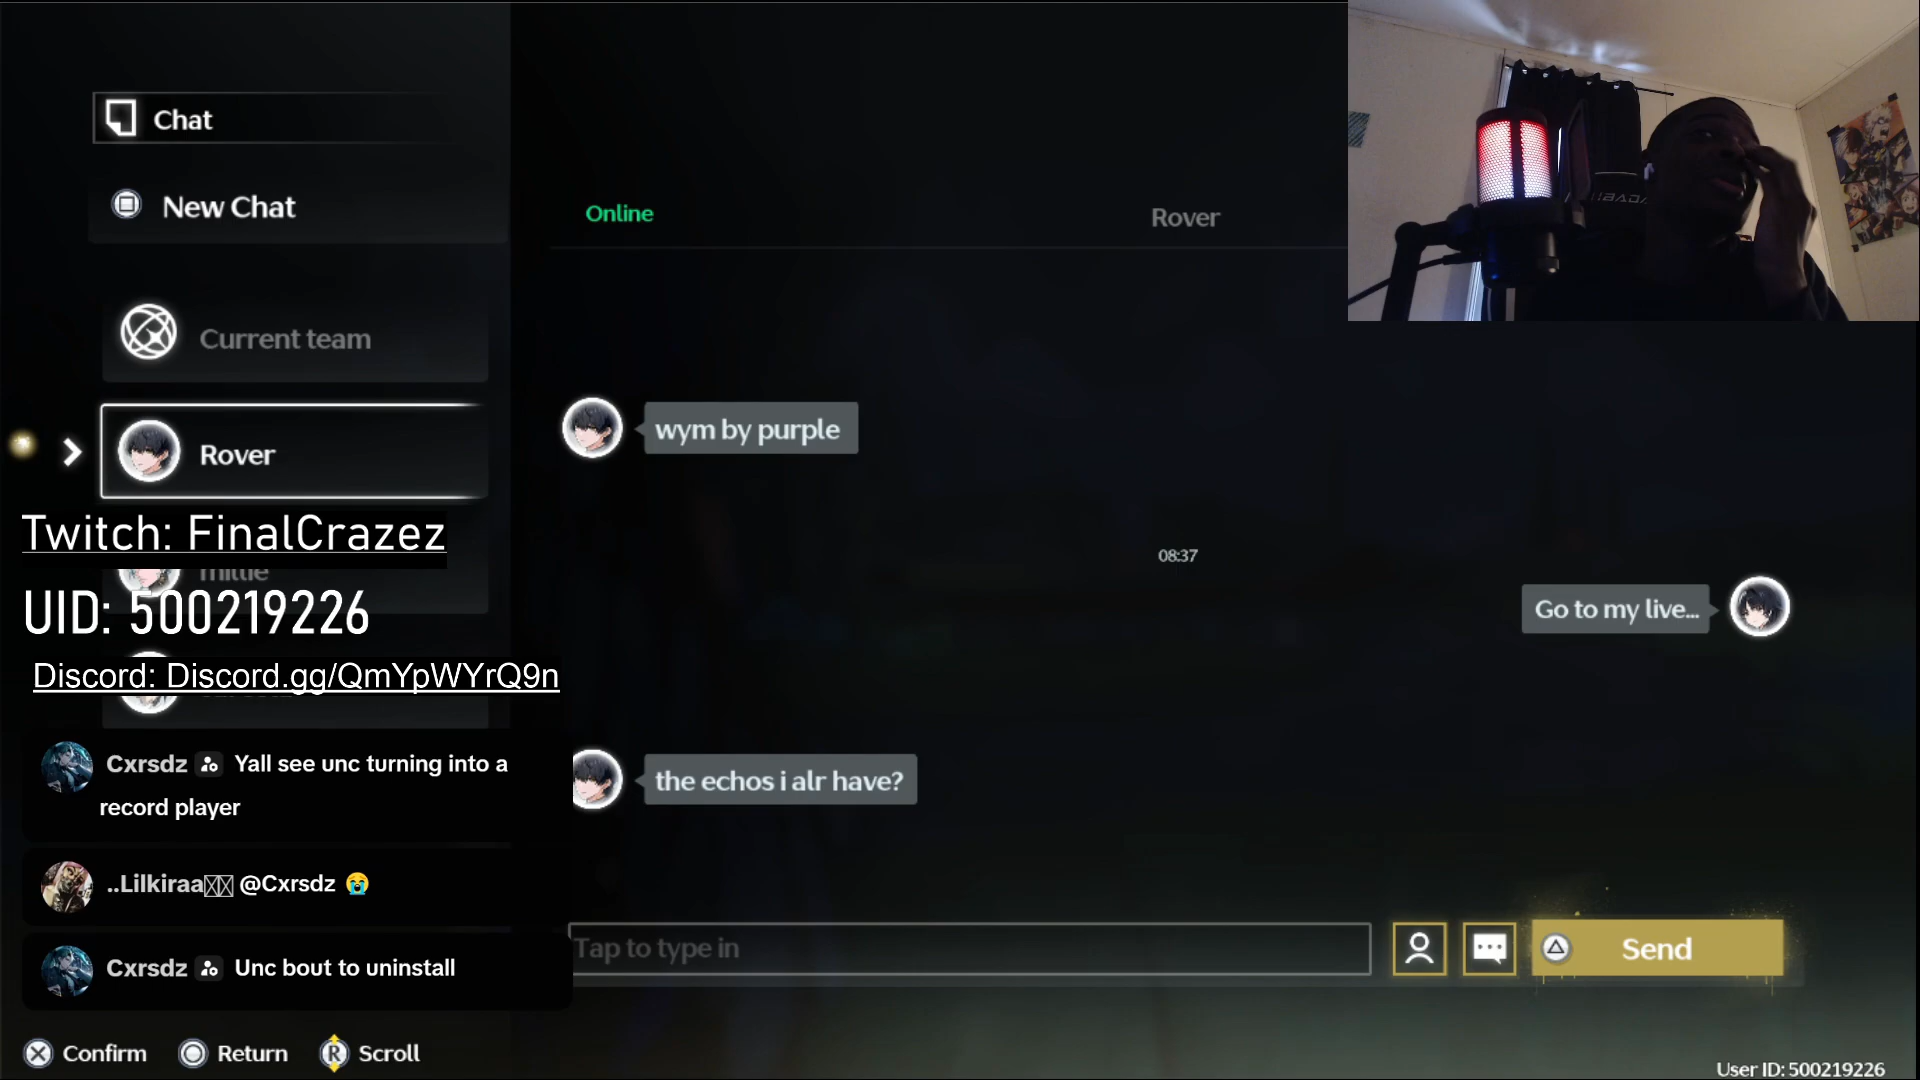 Chat
New Chat
Online
Rover
Current team
Rover
wym by purple
08:37
Go to my live...
Twitch: FinalCrazez
millie
UID: 500219226
Discord: Discord.gg/QmYpWYrQ9n
Cxrsdz Yall see unc turning into a
record player
the echos i alr have?
..Lilkiraa @Cxrsdz 😭
Tap to type in
Send
Cxrsdz Unc bout to uninstall
Confirm
Return
R
Scroll
User ID: 500219226